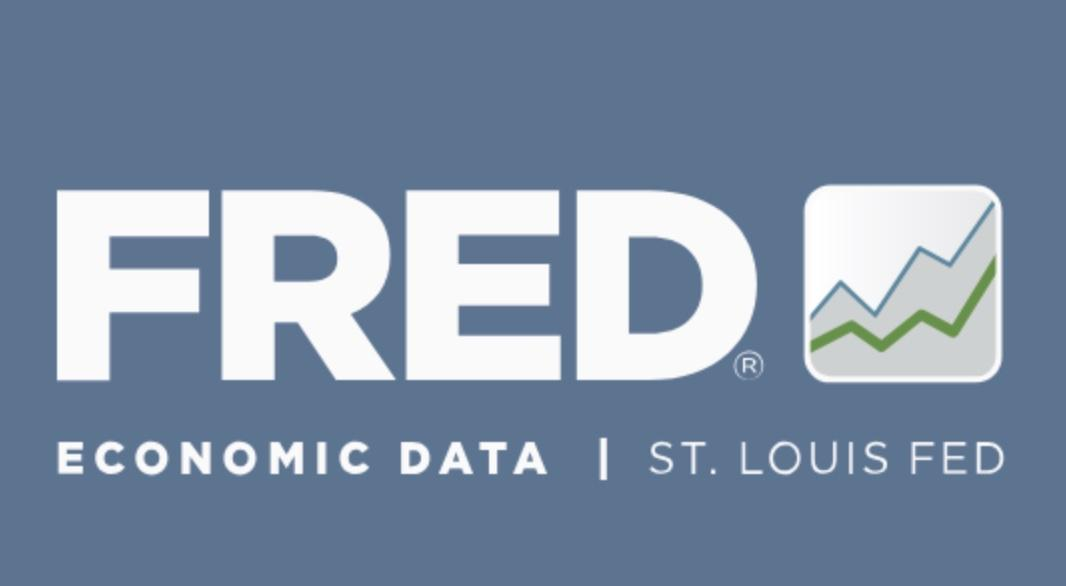 FRED®
ECONOMIC DATA | ST. LOUIS FED